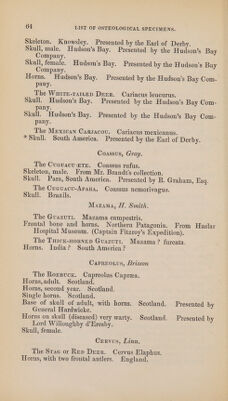 64 LIST OF OSTEOLOGICAL SPECIMENS.
Skeleton. Knowsley. Presented by the Earl of Derby.
Skull, male. Hudson's Bay. Presented by the Hudson's Bay
Company.
Skull, female. Hudson's Bay. Presented by the Hudson's Bay
Company.
Horns. Hudson's Bay. Presented by the Hudson's Bay Com-
pany.
The WHITE-TAILED DEER. Cariacus leucurus.
Skull. Hudson's Bay. Presented by the Hudson's Bay Com-
pany.
Skull. Hudson's Bay. Presented by the Hudson's Bay Com-
pany.
The MEXICAN CARJACOU. Cariacus mexicanus.
* Skull. South America. Presented by the Earl of Derby.
COASSUS, Gray.
The CUGUACU-ETE. Coassus rufus.
Skeleton, male. From Mr. Brandt's collection.
Skull. Para, South America. Presented by R. Graham, Esq.
The CUGUACU-APARA. Coassus nemorivagus.
Skull. Brazils.
MAZAMA, H. Smith.
The GUAZUTI. Mazama campestris.
Frontal bone and horns. Northern Patagonia. From Haslar
Hospital Museum. (Captain Fitzroy's Expedition).
The THICK-HORNED GUAZUTI. Mazama? furcata.
Horns. India? South America?
CAPREOLUS, Brisson
The ROEBUCK. Capreolus Caprea.
Horns, adult. Scotland.
Horns, second year. Scotland.
Single horns. Scotland.
Base of skull of adult, with horns. Scotland. Presented by
General Hardwicke.
Horns on skull (diseased) very warty. Scotland. Presented by
Lord Willoughby d'Eresby.
Skull, female.
CERVUS, Linn.
The STAG or RED DEER. Cervus Elaphus.
Horns, with two frontal antlers. England.